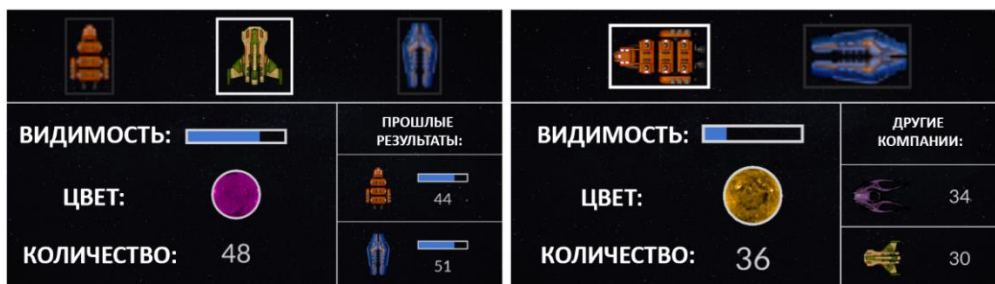 ВИДИМОСТЬ:
ЦВЕТ:
КОЛИЧЕСТВО: 48
ПРОШЛЫЕ
РЕЗУЛЬТАТЫ:
44
51
ВИДИМОСТЬ:
ЦВЕТ:
КОЛИЧЕСТВО: 36
ДРУГИЕ
КОМПАНИИ:
34
30